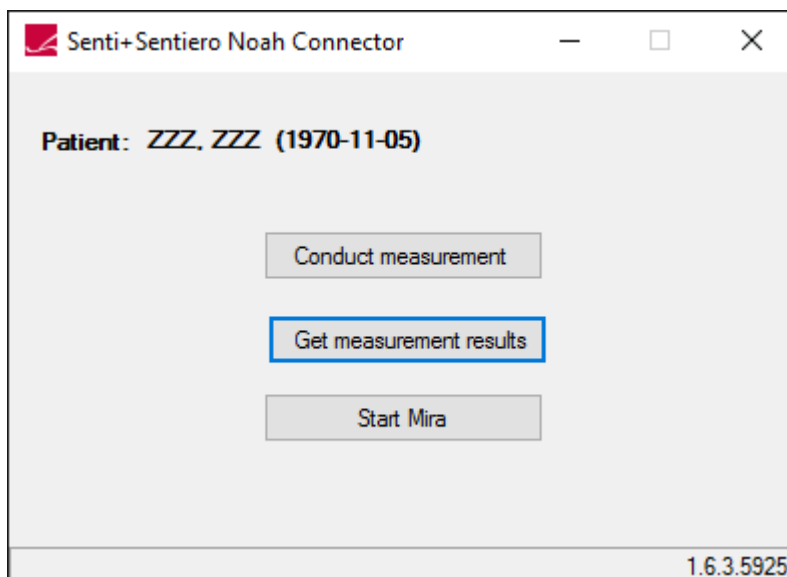 Senti+Sentiero Noah Connector
Patient: ZZZ, ZZZ (1970-11-05)
Conduct measurement
Get measurement results
Start Mira
1.6.3.5925